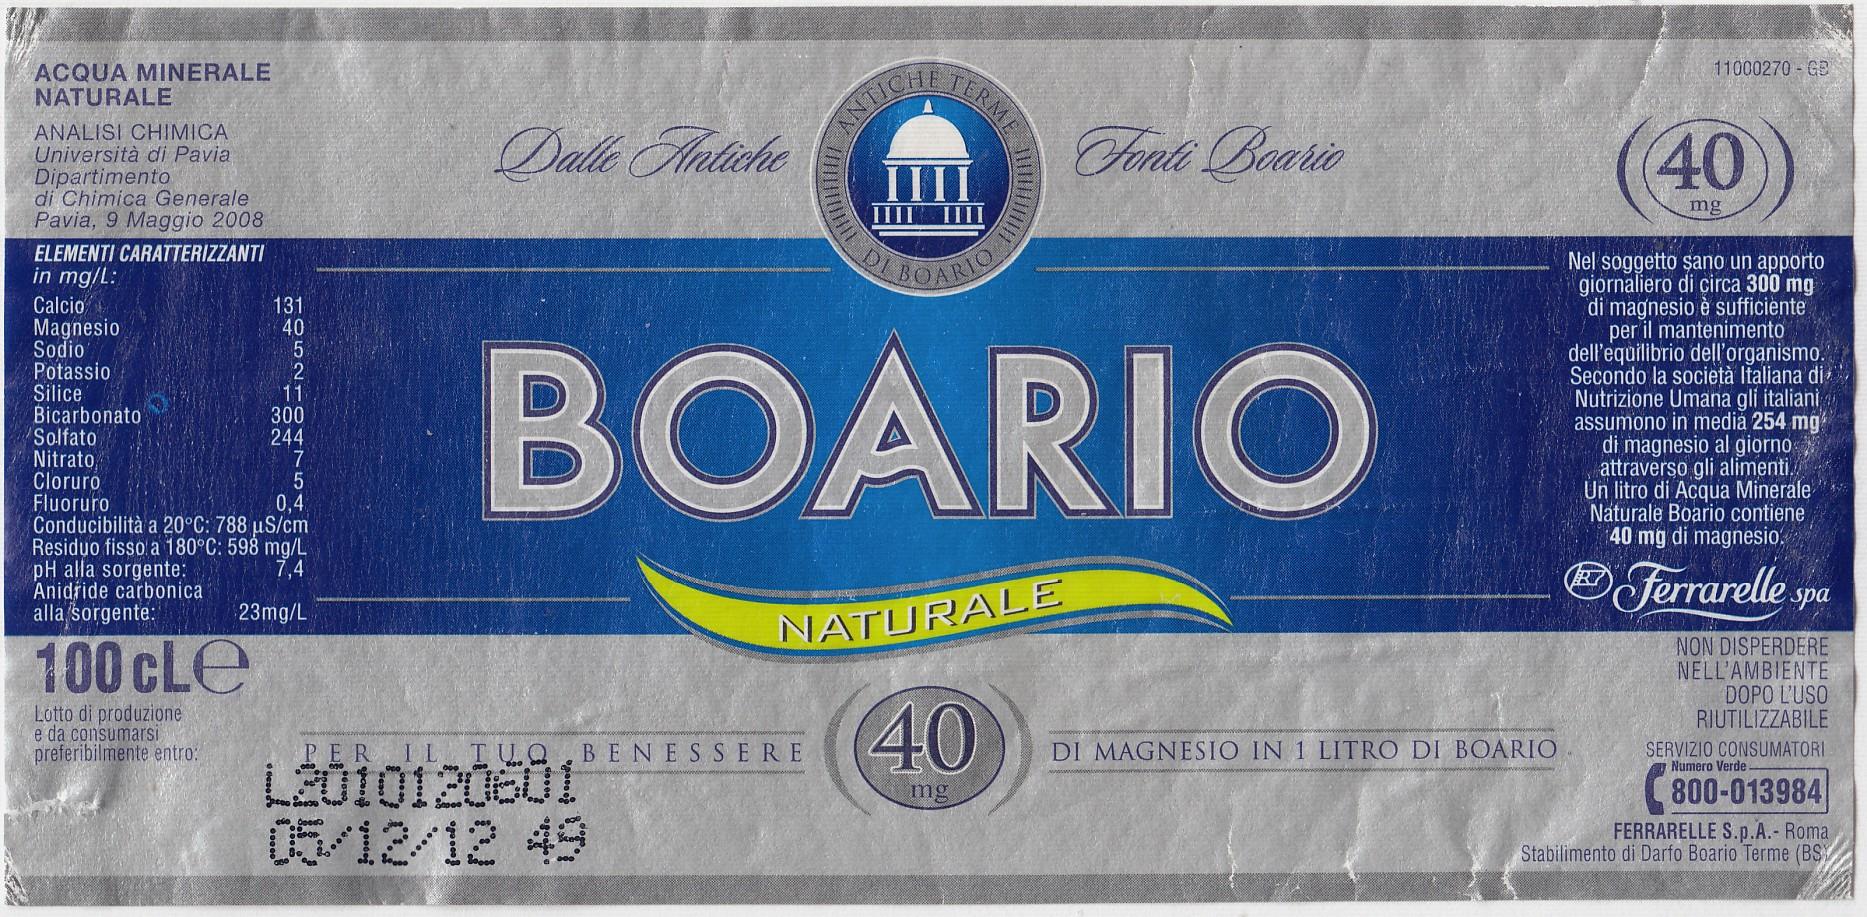 ACQUA MINERALE
NATURALE
ANALISI CHIMICA
Università di Pavia
Dipartimento
di Chimica Generale
Pavia, 9 Maggio 2008
ELEMENTI CARATTERIZZANTI
in mg/L:
Calcio 131
Magnesio 40
Sodio 5
Potassio 2
Silice 11
Bicarbonato 300
Solfato 244
Nitrato 7
Cloruro 5
Fluoruro 0,4
Conducibilità a 20°C: 788 µS/cm
Residuo fisso a 180°C: 598 mg/L
pH alla sorgente: 7,4
Anidride carbonica
alla sorgente: 23mg/L
100 cL e
Lotto di produzione
e da consumarsi
preferibilmente entro:
05/12/12 49
Dalle Antiche Fonti Boario
ANTICHE TERME
DI BOARIO
BOARIO
NATURALE
PER IL TUO BENESSERE 40 mg DI MAGNESIO IN 1 LITRO DI BOARIO
11000270 - GB
40
mg
Nel soggetto sano un apporto
giornaliero di circa 300 mg
di magnesio è sufficiente
per il mantenimento
dell'equilibrio dell'organismo.
Secondo la società Italiana di
Nutrizione Umana gli italiani
assumono in media 254 mg
di magnesio al giorno
attraverso gli alimenti.
Un litro di Acqua Minerale
Naturale Boario contiene
40 mg di magnesio.
Ferrarelle spa
NON DISPERDERE
NELL'AMBIENTE
DOPO L'USO
RIUTILIZZABILE
SERVIZIO CONSUMATORI
Numero Verde
800-013984
FERRARELLE S.p.A.- Roma
Stabilimento di Darfo Boario Terme (BS)